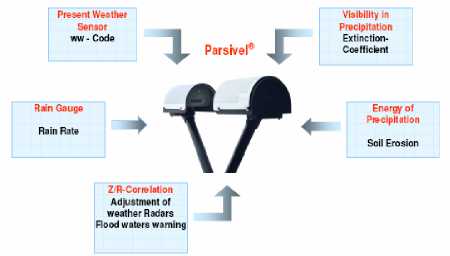 Present Weather
Sensor
ww - Code
Parsivel®
Visibility in
Precipitation
Extinction-
Coefficient
Rain Gauge
Rain Rate
Energy of
Precipitation
Soil Erosion
Z/R-Correlation
Adjustment of
weather Radars
Flood waters warning